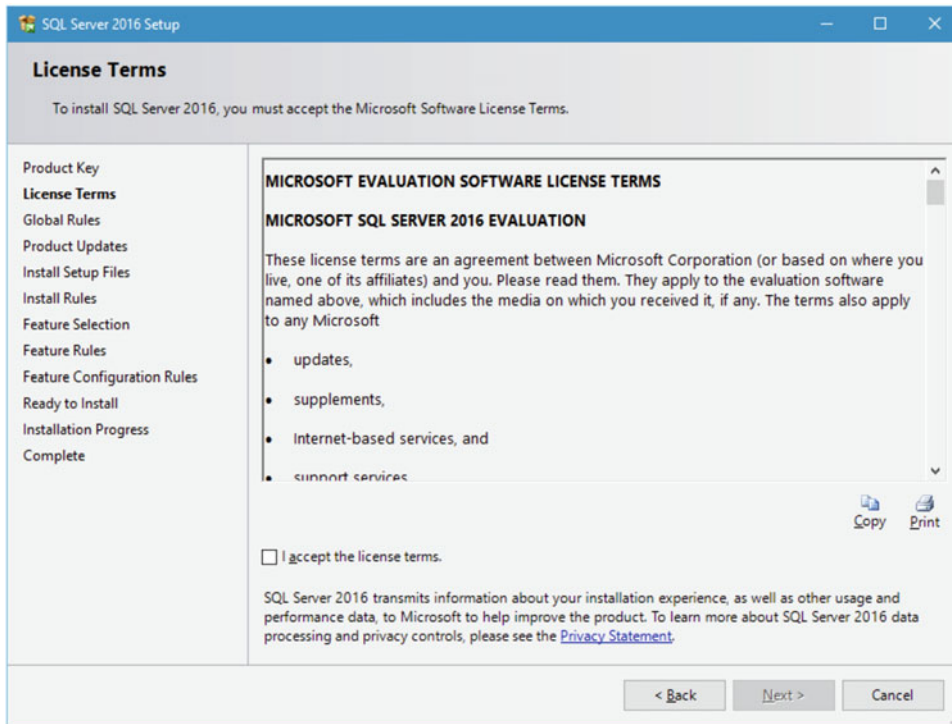 SQL Server 2016 Setup
License Terms
To install SQL Server 2016, you must accept the Microsoft Software License Terms.
Product Key
License Terms
Global Rules
Product Updates
Install Setup Files
Install Rules
Feature Selection
Feature Rules
Feature Configuration Rules
Ready to Install
Installation Progress
Complete
MICROSOFT EVALUATION SOFTWARE LICENSE TERMS
MICROSOFT SQL SERVER 2016 EVALUATION
These license terms are an agreement between Microsoft Corporation (or based on where you
live, one of its affiliates) and you. Please read them. They apply to the evaluation software
named above, which includes the media on which you received it, if any. The terms also apply
to any Microsoft
• updates,
• supplements,
• Internet-based services, and
• support services
Copy
Print
I accept the license terms.
SQL Server 2016 transmits information about your installation experience, as well as other usage and
performance data, to Microsoft to help improve the product. To learn more about SQL Server 2016 data
processing and privacy controls, please see the Privacy Statement.
< Back
Next >
Cancel